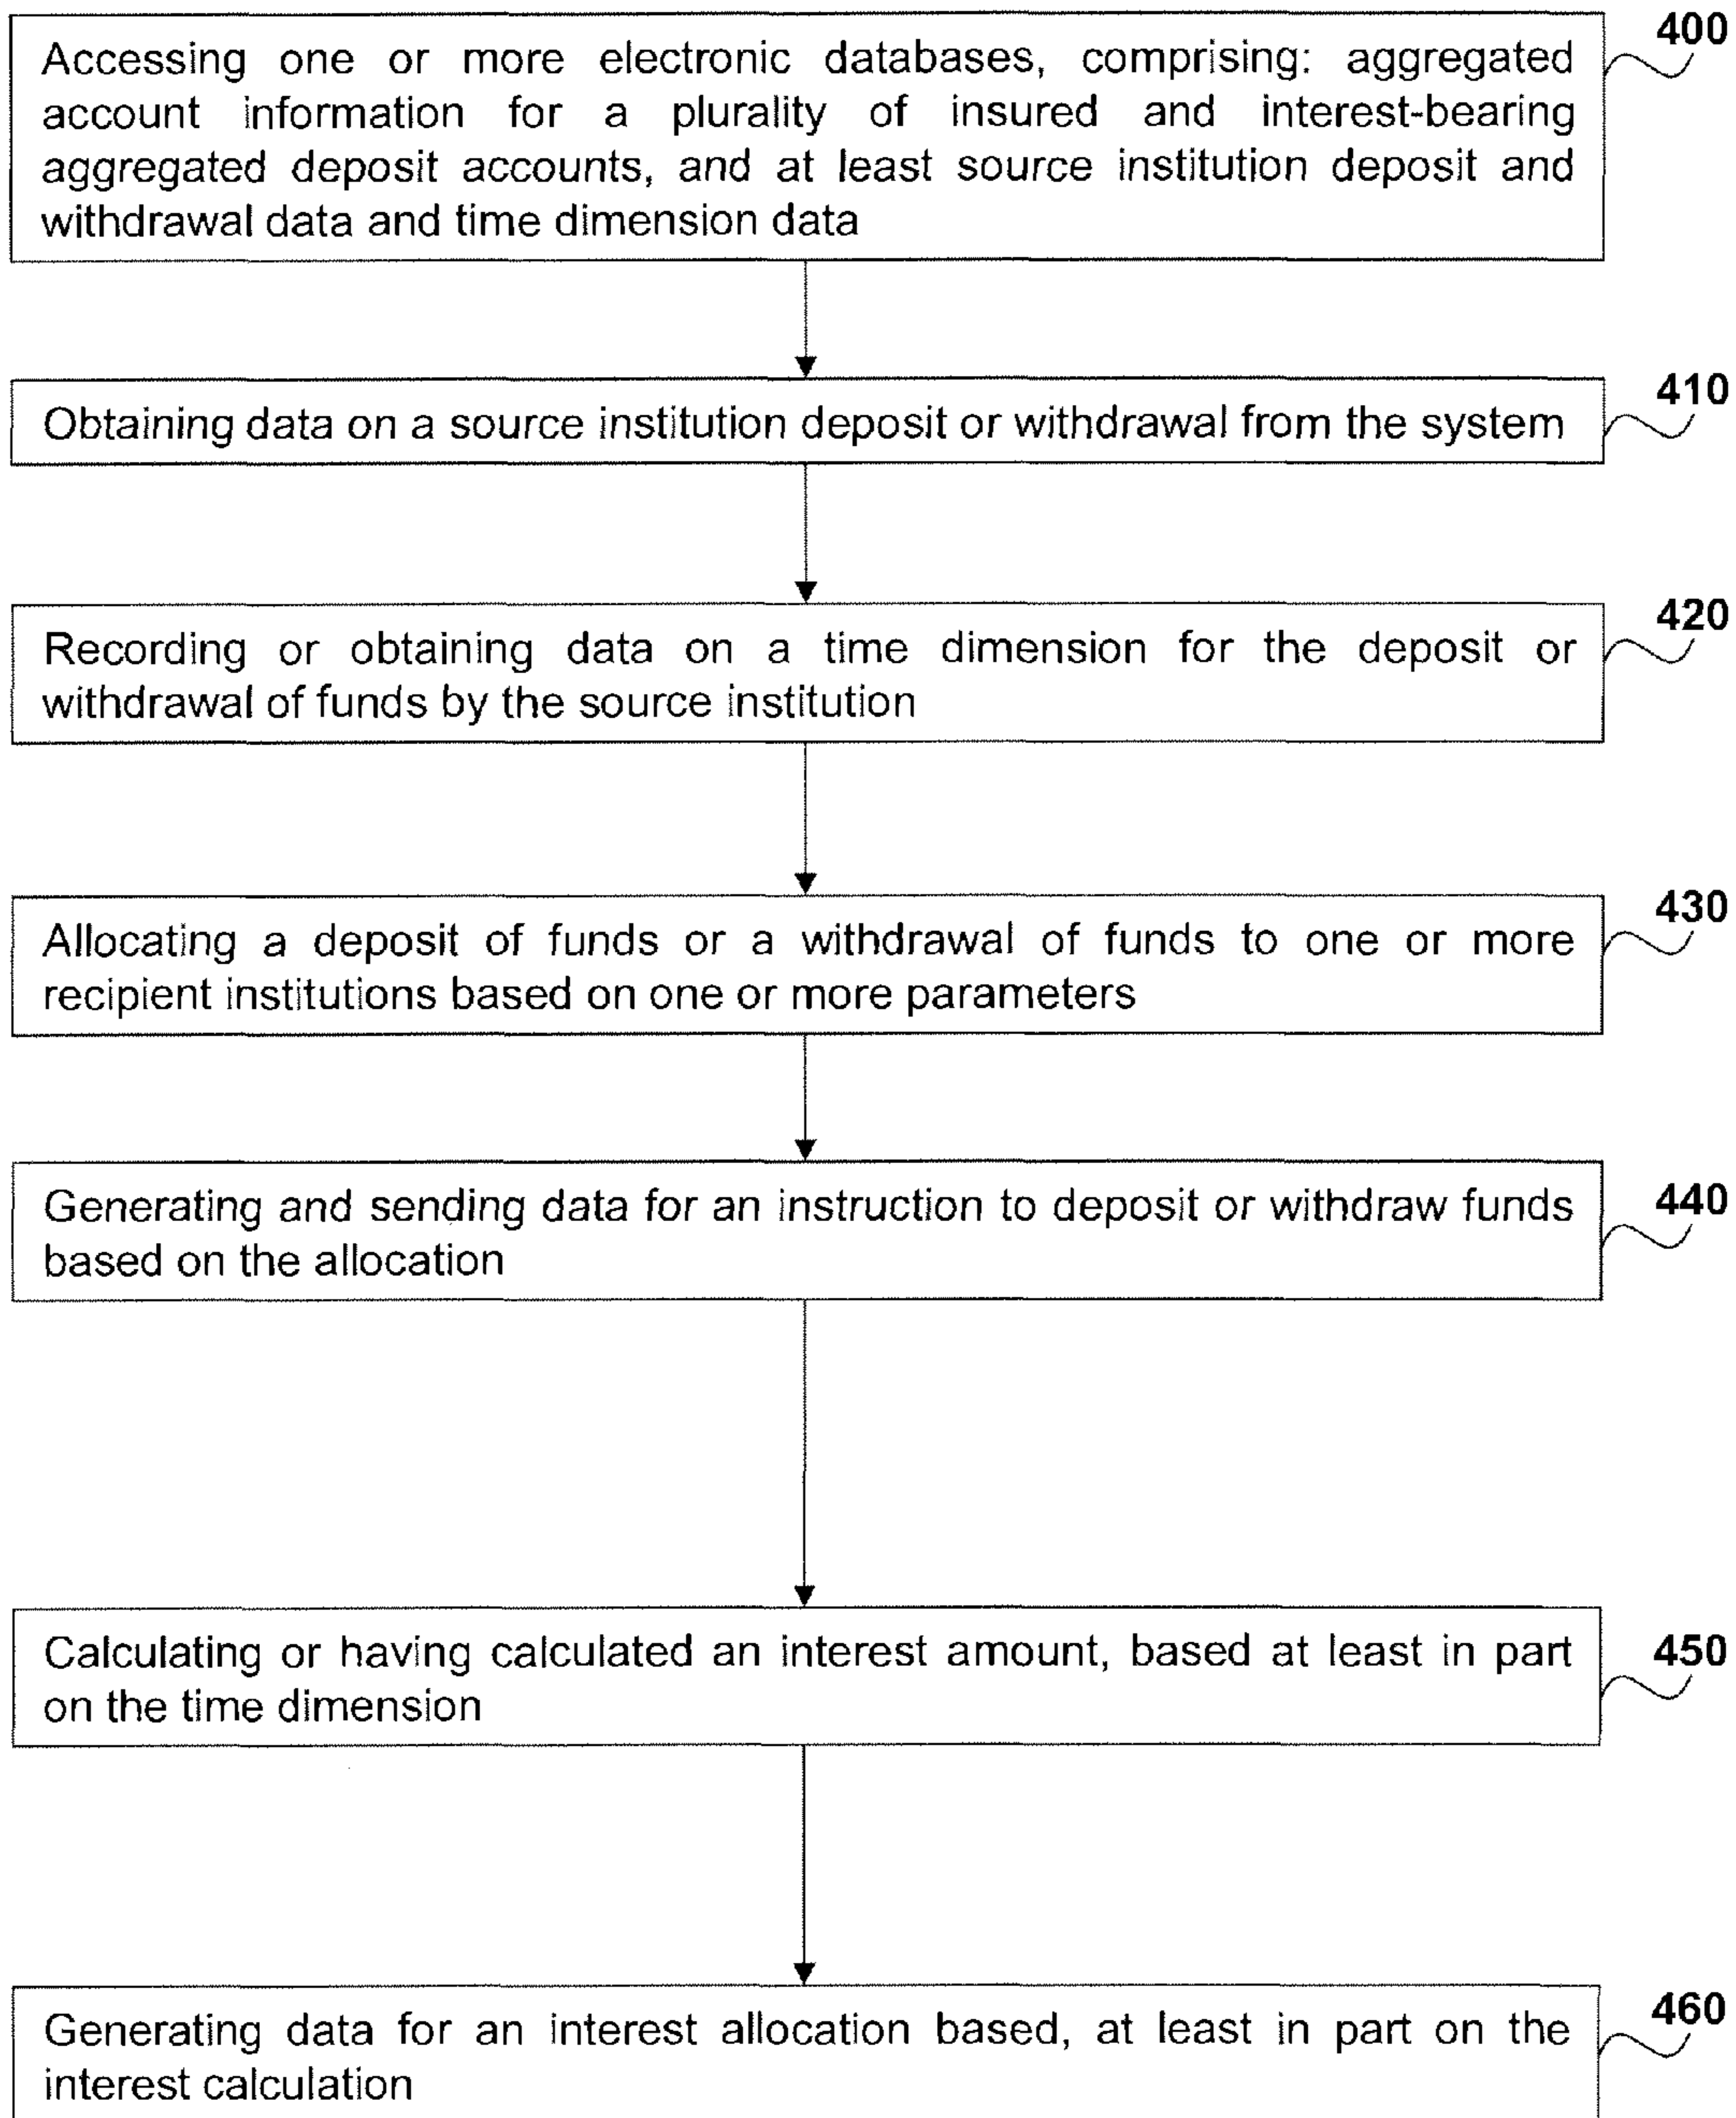 400
Accessing one or more electronic databases, comprising: aggregated
account information for a plurality of insured and interest-bearing
aggregated deposit accounts, and at least source institution deposit and
withdrawal data and time dimension data
410
Obtaining data on a source institution deposit or withdrawal from the system
420
Recording or obtaining data on a time dimension for the deposit or
withdrawal of funds by the source institution
430
Allocating a deposit of funds or a withdrawal of funds to one or more
recipient institutions based on one or more parameters
440
Generating and sending data for an instruction to deposit or withdraw funds
based on the allocation
450
Calculating or having calculated an interest amount, based at least in part
on the time dimension
460
Generating data for an interest allocation based, at least in part on the
interest calculation